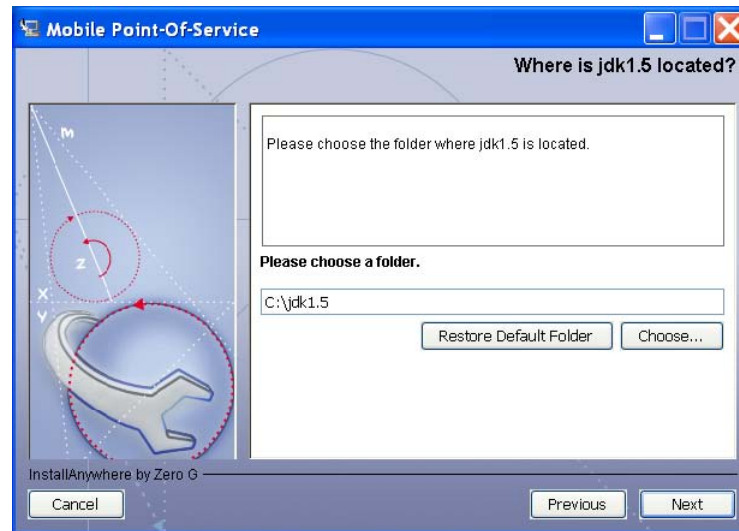 Mobile Point-Of-Service
Where is jdk1.5 located?
M
Z
X
Y
Please choose the folder where jdk1.5 is located.
Please choose a folder.
C:\jdk1.5
Restore Default Folder
Choose...
InstallAnywhere by Zero G
Cancel
Previous
Next